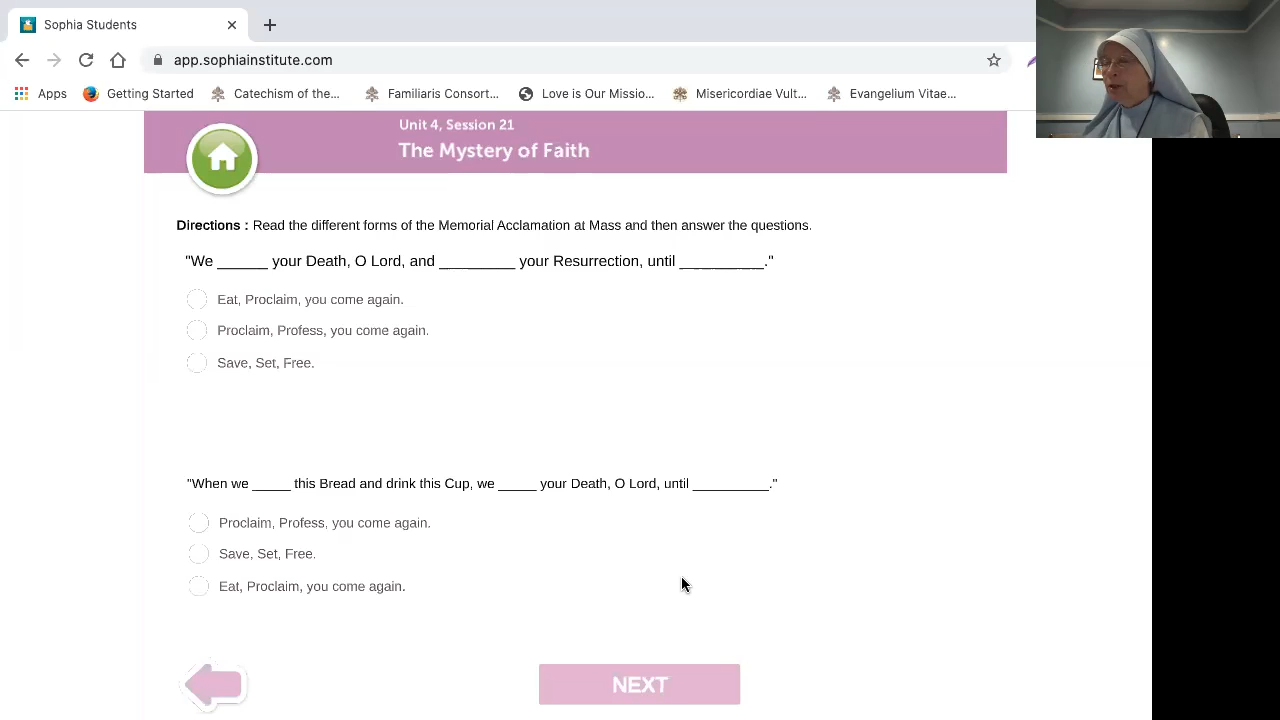 Sophia Students
app.sophiainstitute.com
Apps Getting Started Catechism of the... Familiaris Consort... Love is Our Missio... Misericordiae Vult... Evangelium Vitae...
Unit 4, Session 21
The Mystery of Faith
Directions : Read the different forms of the Memorial Acclamation at Mass and then answer the questions.
"We ______ your Death, O Lord, and _________ your Resurrection, until __________."
Eat, Proclaim, you come again.
Proclaim, Profess, you come again.
Save, Set, Free.
"When we _____ this Bread and drink this Cup, we _____ your Death, O Lord, until __________."
Proclaim, Profess, you come again.
Save, Set, Free.
Eat, Proclaim, you come again.
NEXT